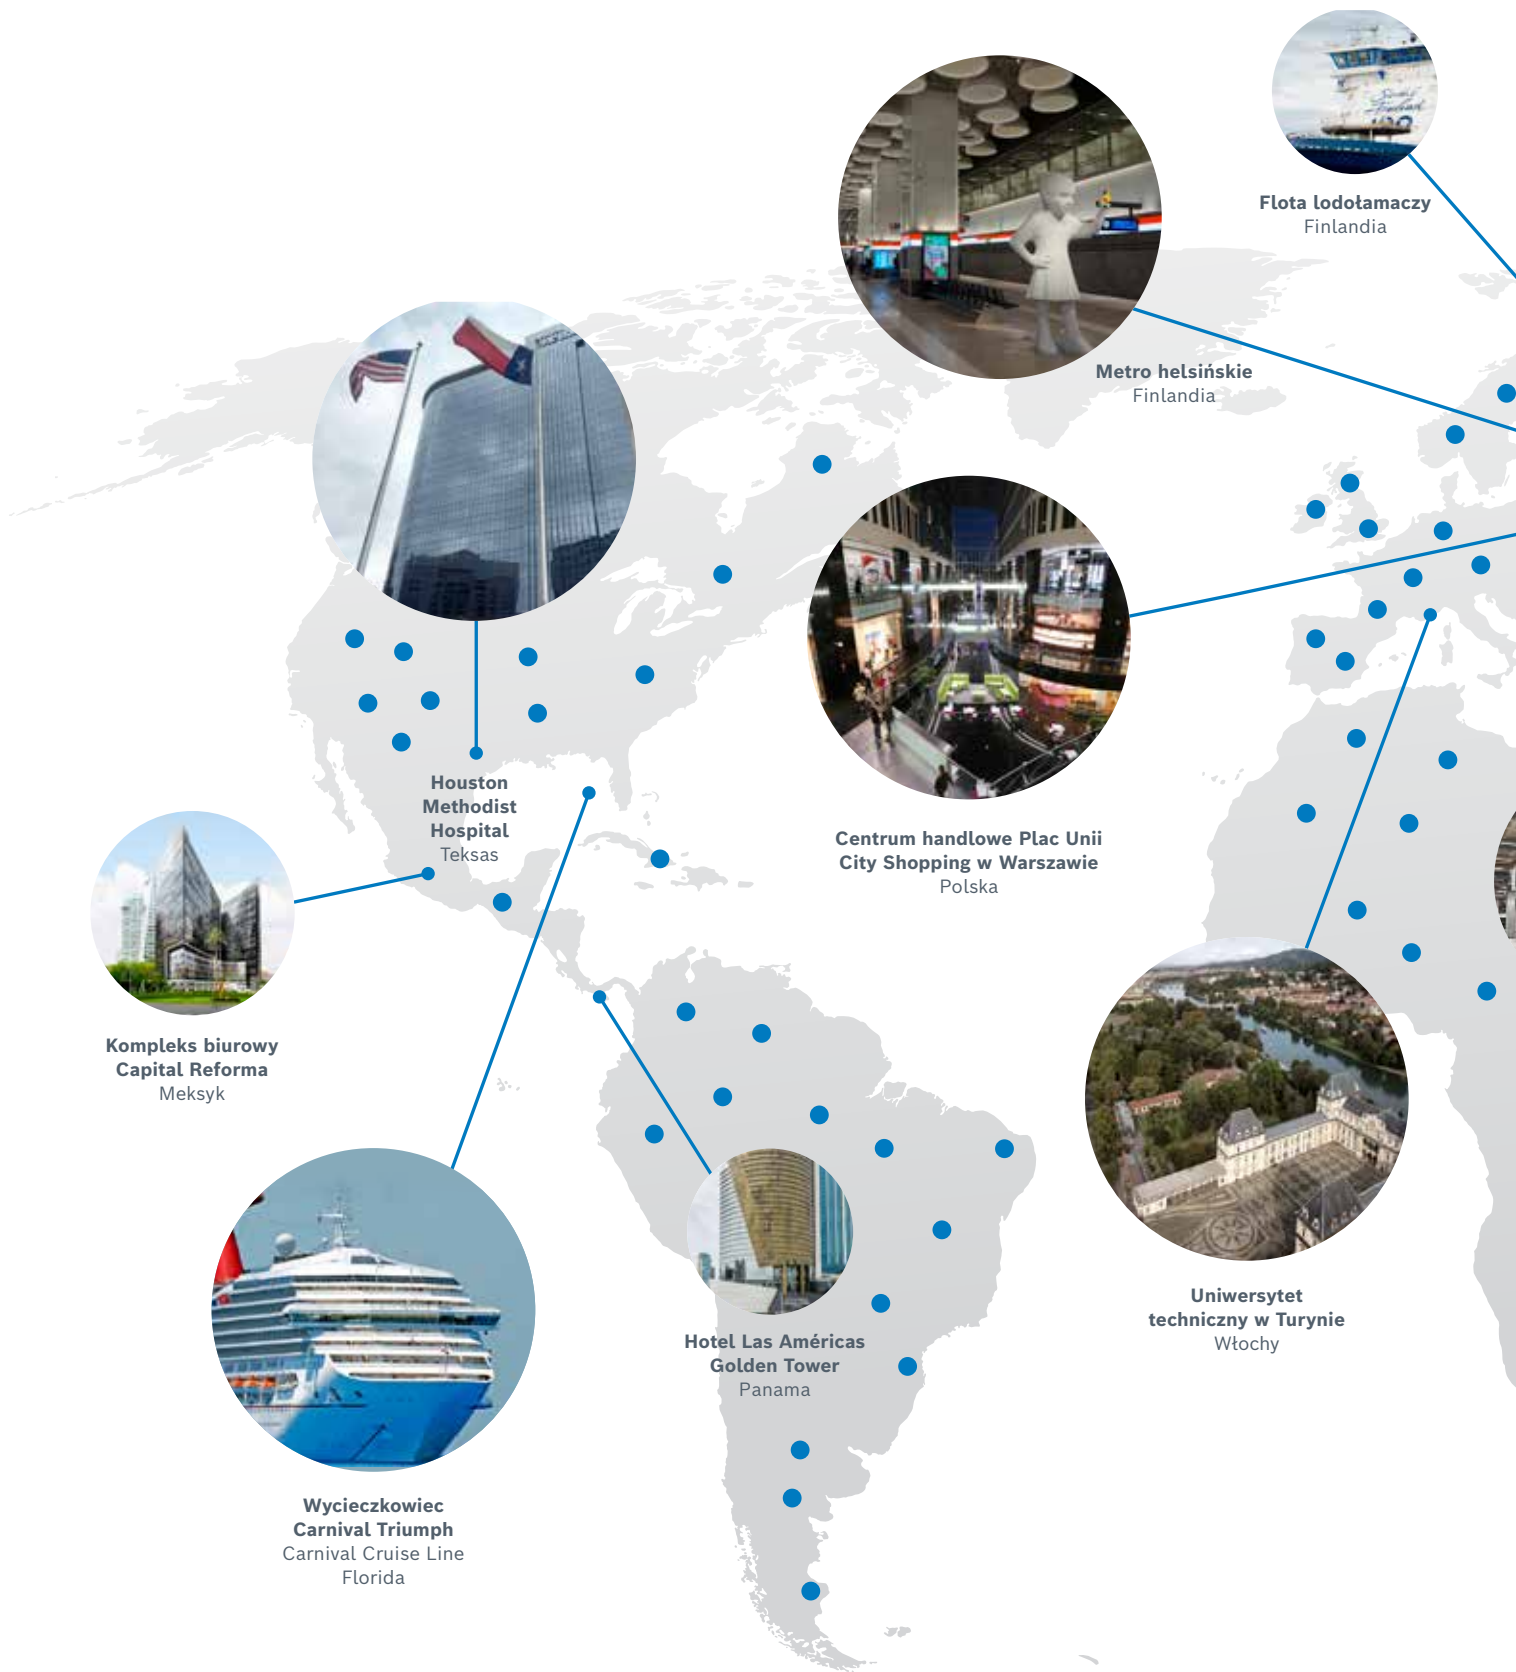 Flota lodołamaczy
Finlandia
Metro helsińskie
Finlandia
Houston
Methodist
Hospital
Teksas
Centrum handlowe Plac Unii
City Shopping w Warszawie
Polska
Kompleks biurowy
Capital Reforma
Meksyk
Uniwersytet
techniczny w Turynie
Włochy
Hotel Las Américas
Golden Tower
Panama
Wycieczkowiec
Carnival Triumph
Carnival Cruise Line
Florida